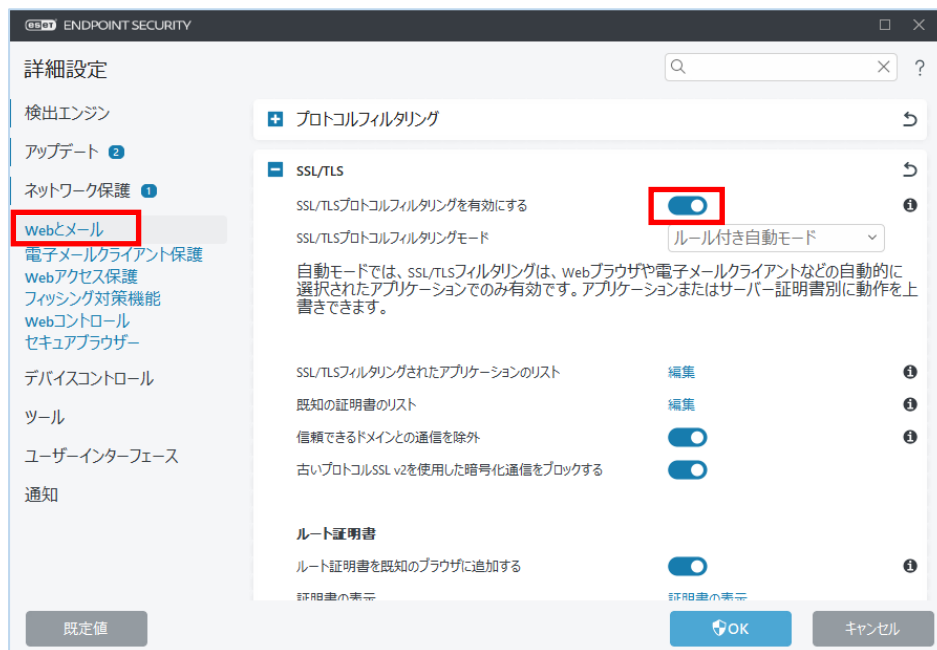 eset ENDPOINT SECURITY
詳細設定
?
検出エンジン
アップデート 2
ネットワーク保護 1
Webとメール
電子メールクライアント保護
Webアクセス保護
フィッシング対策機能
Webコントロール
セキュアブラウザー
デバイスコントロール
ツール
ユーザーインターフェース
通知
プロトコルフィルタリング
SSL/TLS
SSL/TLSプロトコルフィルタリングを有効にする
SSL/TLSプロトコルフィルタリングモード ルール付き自動モード
自動モードでは、SSL/TLSフィルタリングは、Webブラウザや電子メールクライアントなどの自動的に
選択されたアプリケーションでのみ有効です。アプリケーションまたはサーバー証明書別に動作を上
書きできます。
SSL/TLSフィルタリングされたアプリケーションのリスト 編集
既知の証明書のリスト 編集
信頼できるドメインとの通信を除外
古いプロトコルSSL v2を使用した暗号化通信をブロックする
ルート証明書
ルート証明書を既知のブラウザに追加する
証明書の表示 証明書の表示
既定値 OK キャンセル